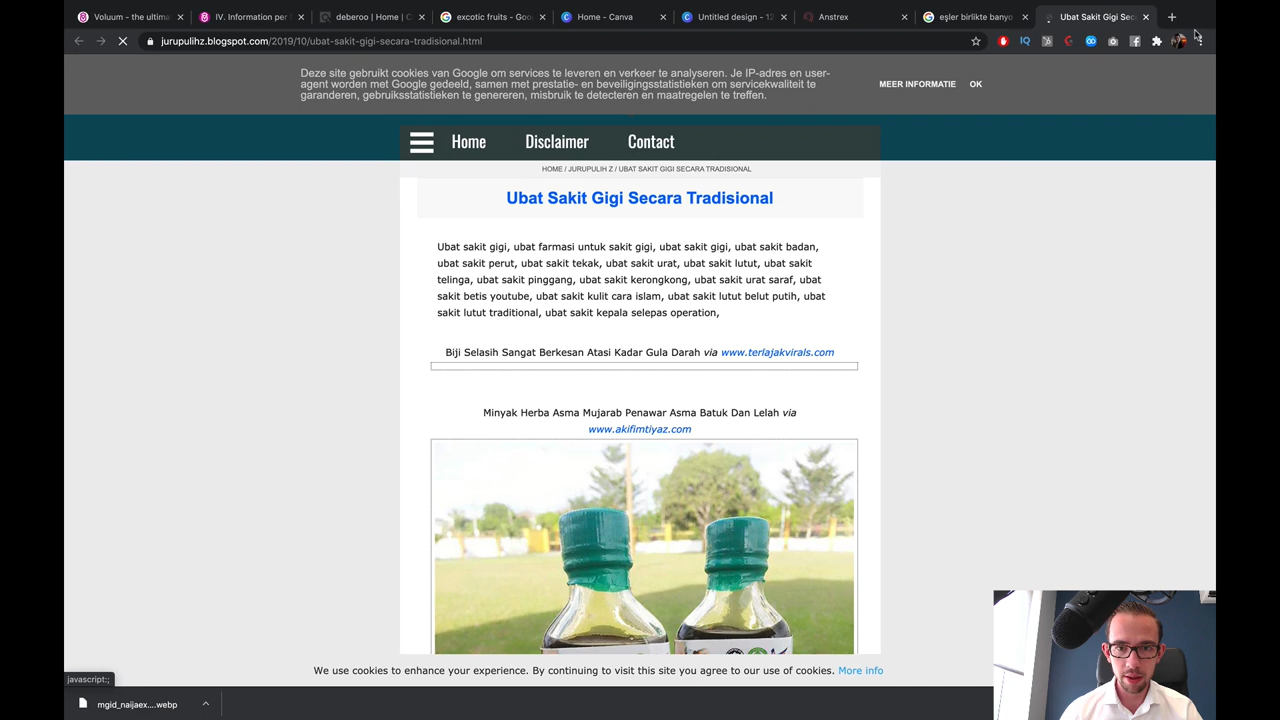 Voluum - the ultima
IV. Information per
deberoo | Home | C
excotic fruits - Goo
Home - Canva
Untitled design - 12
Anstrex
eşler birlikte banyo
Ubat Sakit Gigi Sec
jurupulihz.blogspot.com/2019/10/ubat-sakit-gigi-secara-tradisional.html
Deze site gebruikt cookies van Google om services te leveren en verkeer te analyseren. Je IP-adres en user-
agent worden met Google gedeeld, samen met prestatie- en beveiligingsstatistieken om servicekwaliteit te
garanderen, gebruiksstatistieken te genereren, misbruik te detecteren en maatregelen te treffen.
MEER INFORMATIE OK
Home Disclaimer Contact
HOME / JURUPULIH Z / UBAT SAKIT GIGI SECARA TRADISIONAL
Ubat Sakit Gigi Secara Tradisional
Ubat sakit gigi, ubat farmasi untuk sakit gigi, ubat sakit gigi, ubat sakit badan,
ubat sakit perut, ubat sakit tekak, ubat sakit urat, ubat sakit lutut, ubat sakit
telinga, ubat sakit pinggang, ubat sakit kerongkong, ubat sakit urat saraf, ubat
sakit betis youtube, ubat sakit kulit cara islam, ubat sakit lutut belut putih, ubat
sakit lutut traditional, ubat sakit kepala selepas operation,
Biji Selasih Sangat Berkesan Atasi Kadar Gula Darah via www.terlajakvirals.com
Minyak Herba Asma Mujarab Penawar Asma Batuk Dan Lelah via
www.akifimtiyaz.com
We use cookies to enhance your experience. By continuing to visit this site you agree to our use of cookies. More info
javascript:;
mgid_naijaex....webp